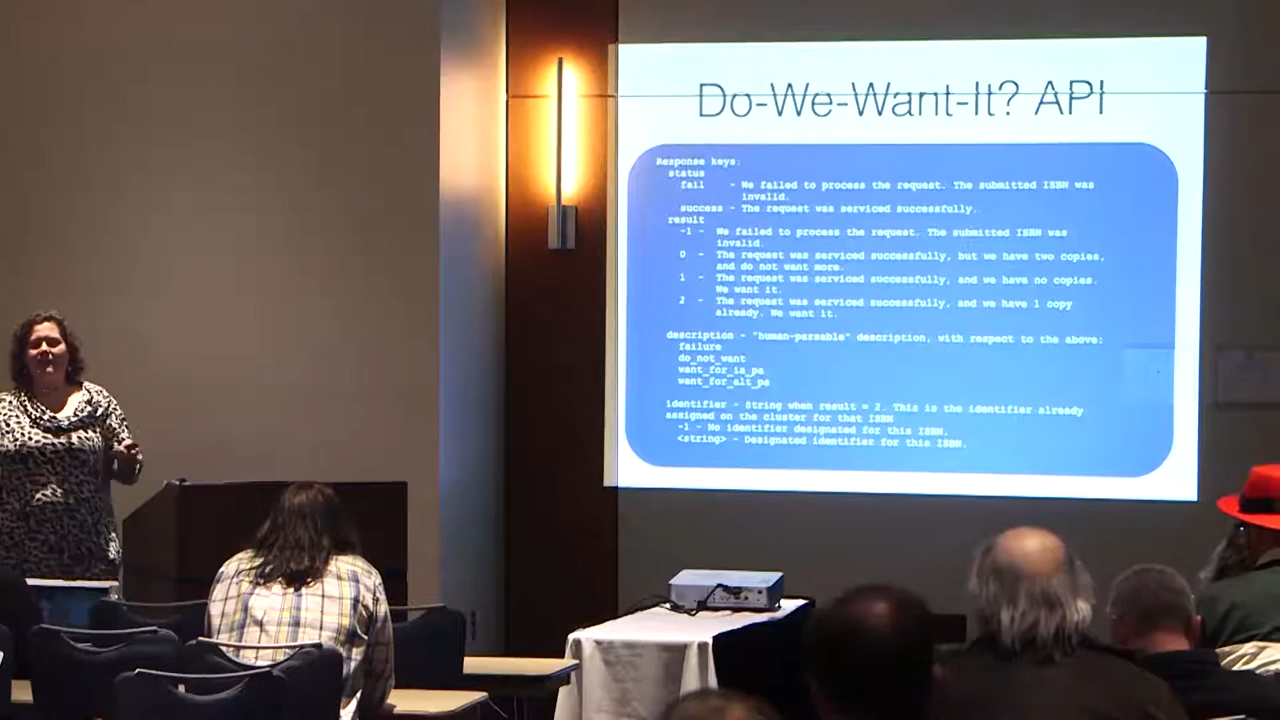 Do-We-Want-It? API
Response keys:
status
fail - We failed to process the request. The submitted ISBN was
invalid.
success - The request was serviced successfully.
result
-1 - We failed to process the request. The submitted ISBN was
invalid.
0 - The request was serviced successfully, but we have two copies,
and do not want more.
1 - The request was serviced successfully, and we have no copies.
We want it.
2 - The request was serviced successfully, and we have 1 copy
already. We want it.
description - "human-parsable" description, with respect to the above:
failure
do_not_want
want_for_ia_pa
want_for_alt_pa
identifier - String when result = 2. This is the identifier already
assigned on the cluster for that ISBN
-1 - No identifier designated for this ISBN.
<string> - Designated identifier for this ISBN.